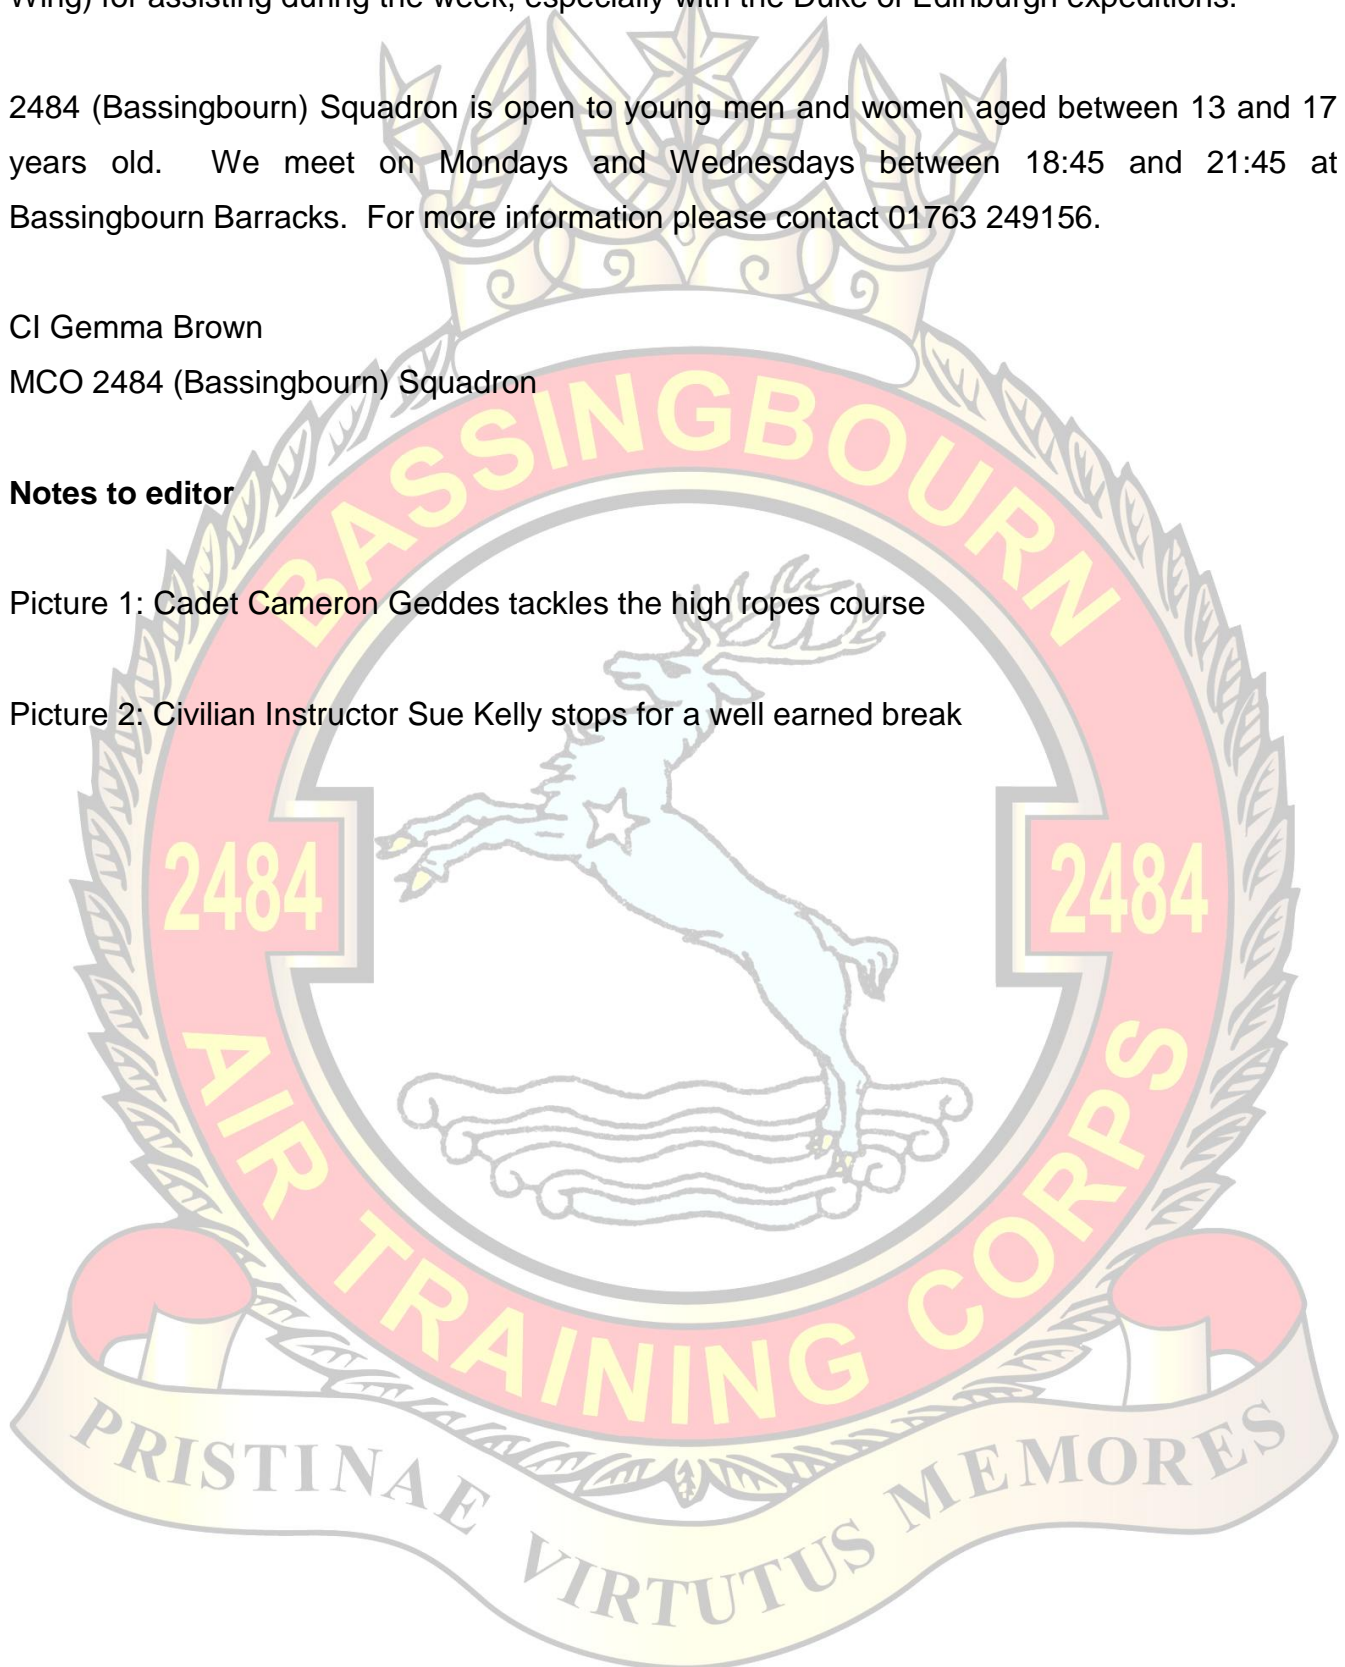 Wing) for assisting during the week, especially with the Duke of Edinburgh expeditions.
2484 (Bassingbourn) Squadron is open to young men and women aged between 13 and 17
years old. We meet on Mondays and Wednesdays between 18:45 and 21:45 at
Bassingbourn Barracks. For more information please contact 01763 249156.
CI Gemma Brown
MCO 2484 (Bassingbourn) Squadron
Notes to editor
Picture 1: Cadet Cameron Geddes tackles the high ropes course
Picture 2: Civilian Instructor Sue Kelly stops for a well earned break
BASSINGBOURN
2484
2484
AIR TRAINING CORPS
PRISTINAE VIRTUTUS MEMORES